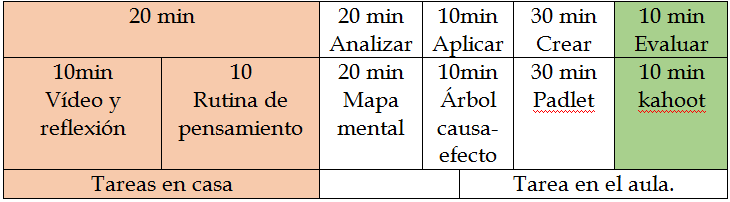 20 min
20 min
Analizar
10min
Aplicar
30 min
Crear
10 min
Evaluar
10min
Vídeo y
reflexión
10
Rutina de
pensamiento
20 min
Mapa
mental
10min
Árbol
causa-
efecto
30 min
Padlet
10 min
kahoot
Tareas en casa
Tarea en el aula.